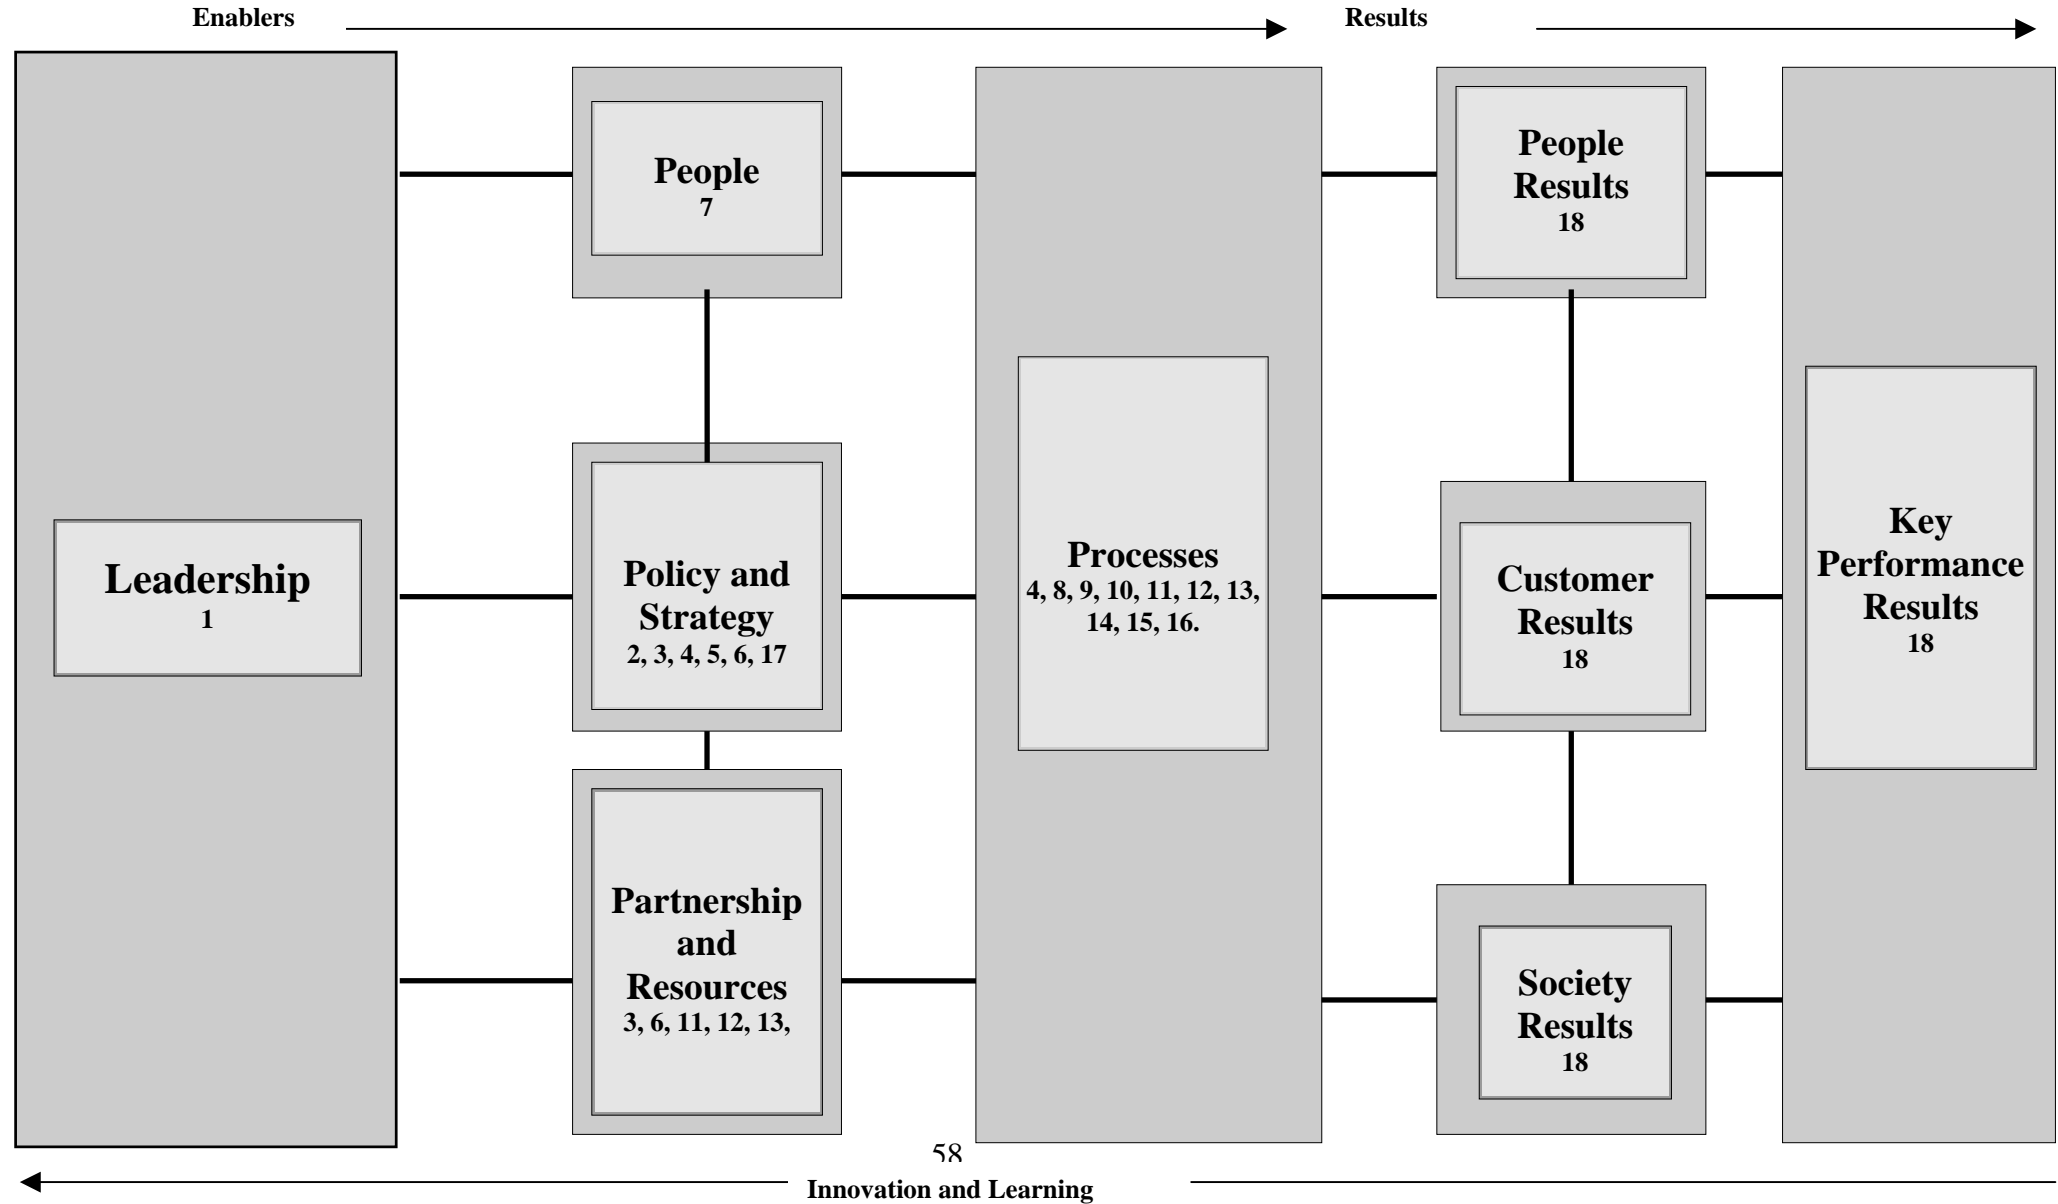 Enablers
Results
Leadership
1
People
7
Policy and
Strategy
2, 3, 4, 5, 6, 17
Partnership
and
Resources
3, 6, 11, 12, 13,
Processes
4, 8, 9, 10, 11, 12, 13,
14, 15, 16.
People
Results
18
Customer
Results
18
Society
Results
18
Key
Performance
Results
18
58
Innovation and Learning